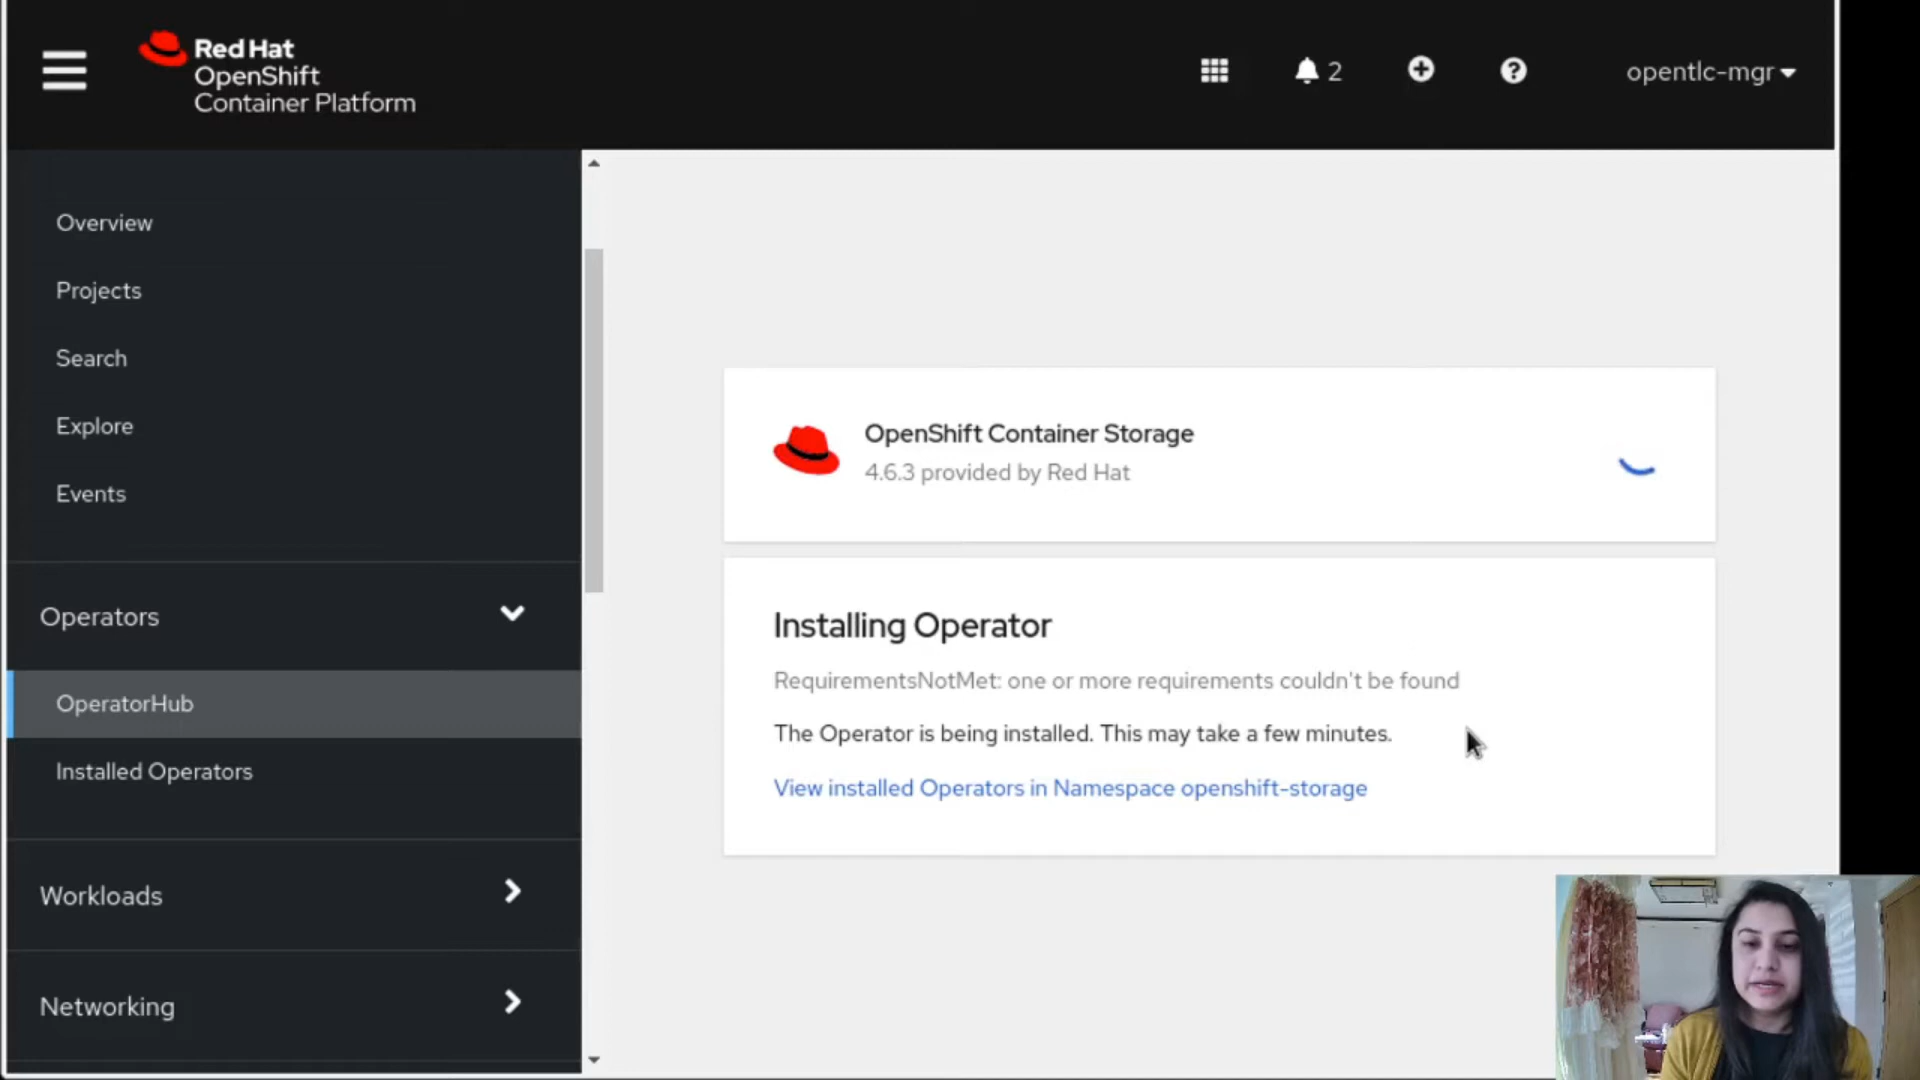 Red Hat
OpenShift
Container Platform
2
opentlc-mgr
Overview
Projects
Search
Explore
Events
Operators
OperatorHub
Installed Operators
Workloads
Networking
OpenShift Container Storage
4.6.3 provided by Red Hat
Installing Operator
RequirementsNotMet: one or more requirements couldn't be found
The Operator is being installed. This may take a few minutes.
View installed Operators in Namespace openshift-storage